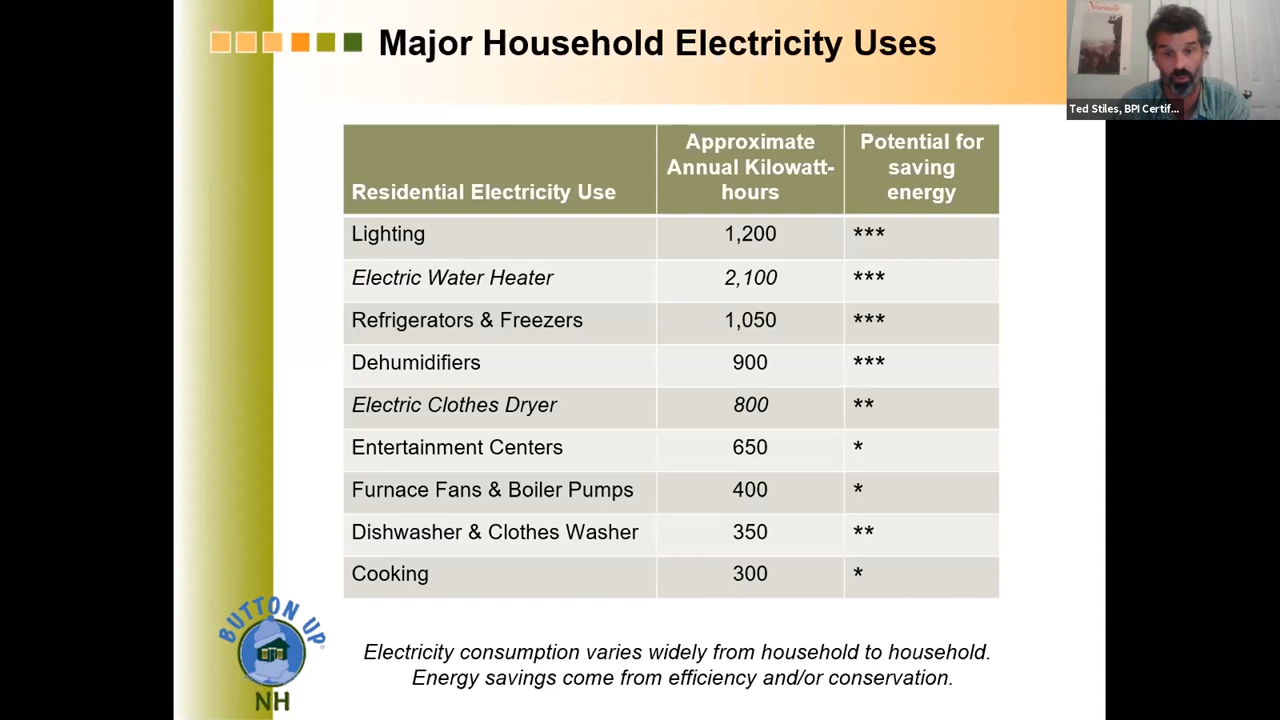 Major Household Electricity Uses
Yosemite
Ted Stiles, BPI Certif...
Residential Electricity Use
Approximate
Annual Kilowatt-
hours
Potential for
saving
energy
Lighting 1,200 ***
Electric Water Heater 2,100 ***
Refrigerators & Freezers 1,050 ***
Dehumidifiers 900 ***
Electric Clothes Dryer 800 **
Entertainment Centers 650 *
Furnace Fans & Boiler Pumps 400 *
Dishwasher & Clothes Washer 350 **
Cooking 300 *
BUTTON UP
NH
Electricity consumption varies widely from household to household.
Energy savings come from efficiency and/or conservation.